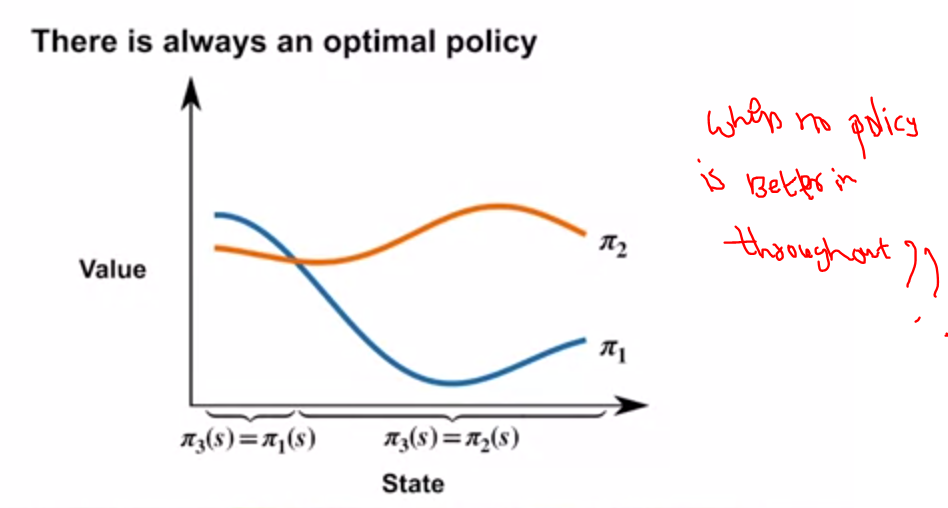 There is always an optimal policy
when no policy
is Better in
throughout ??
Value
π₂
π₁
π₃(s)=π₁(s)
π₃(s)=π₂(s)
State